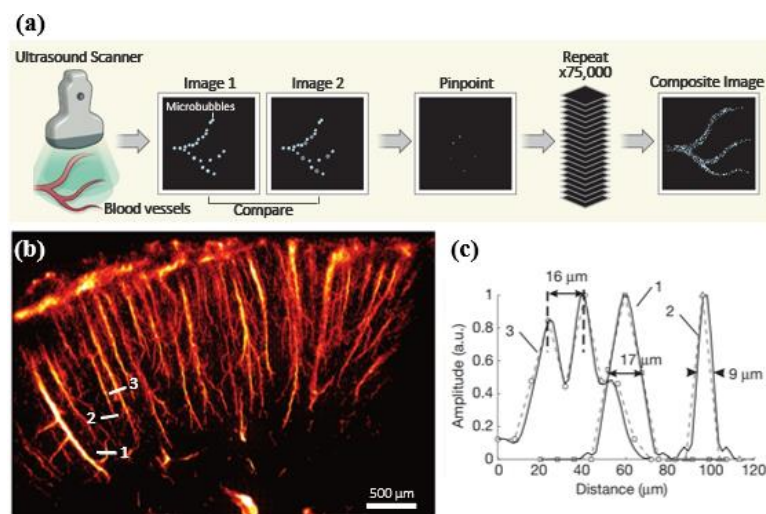 (a)
Ultrasound Scanner
Image 1
Image 2
Pinpoint
Repeat
x75,000
Composite Image
Microbubbles
Blood vessels
Compare
(b)
3
2
1
500 μm
(c)
16 μm
1
2
3
17 μm
9 μm
Amplitude (a.u.)
1
0.8
0.6
0.4
0.2
0
0 20 40 60 80 100 120
Distance (μm)